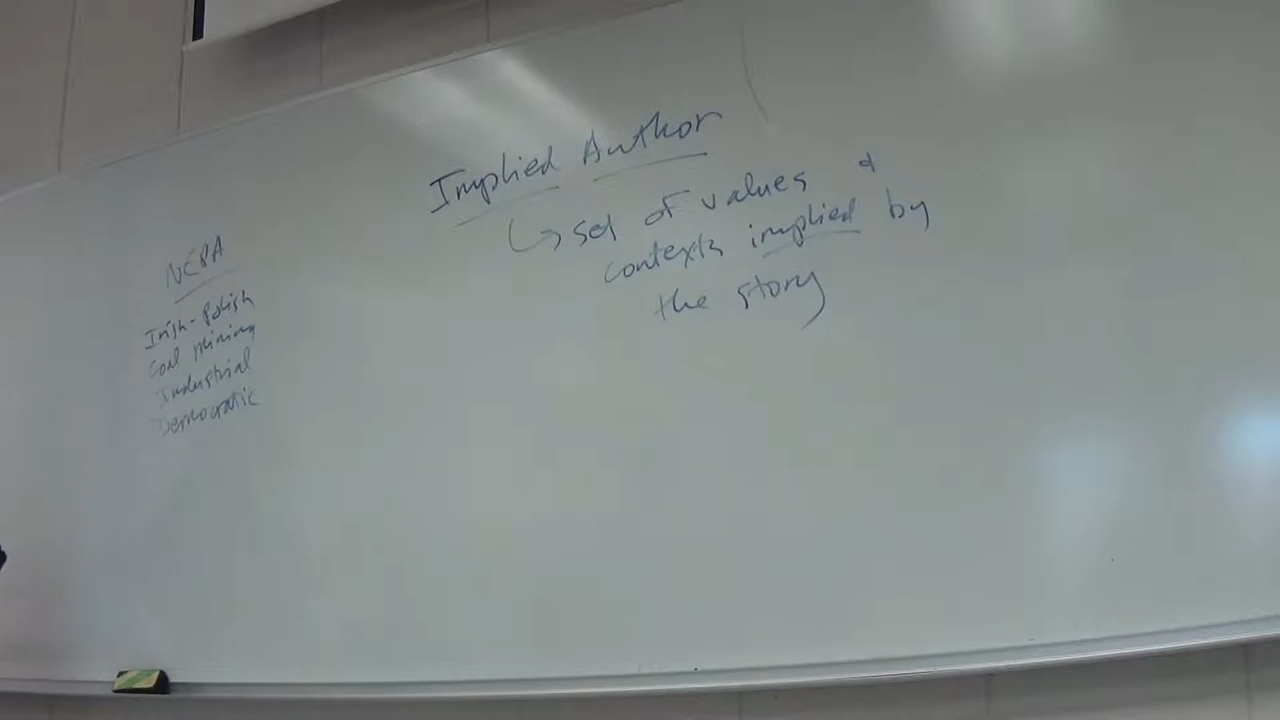 Implied Author
↳ set of values &
contexts implied by
the story
NEPA
Irish-Polish
Coal Mining
Industrial
Democratic